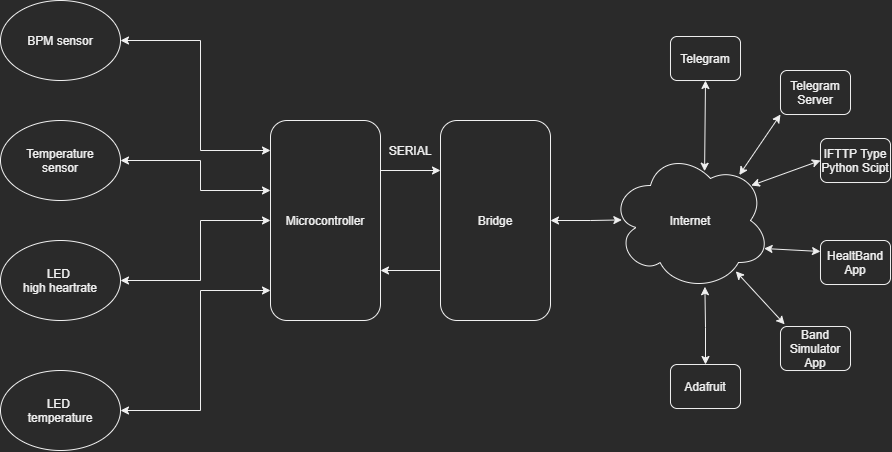 BPM sensor
Temperature
sensor
LED
high heartrate
LED
temperature
Microcontroller
SERIAL
Bridge
Internet
Telegram
Telegram
Server
IFTTP Type
Python Scipt
HealtBand
App
Band
Simulator
App
Adafruit